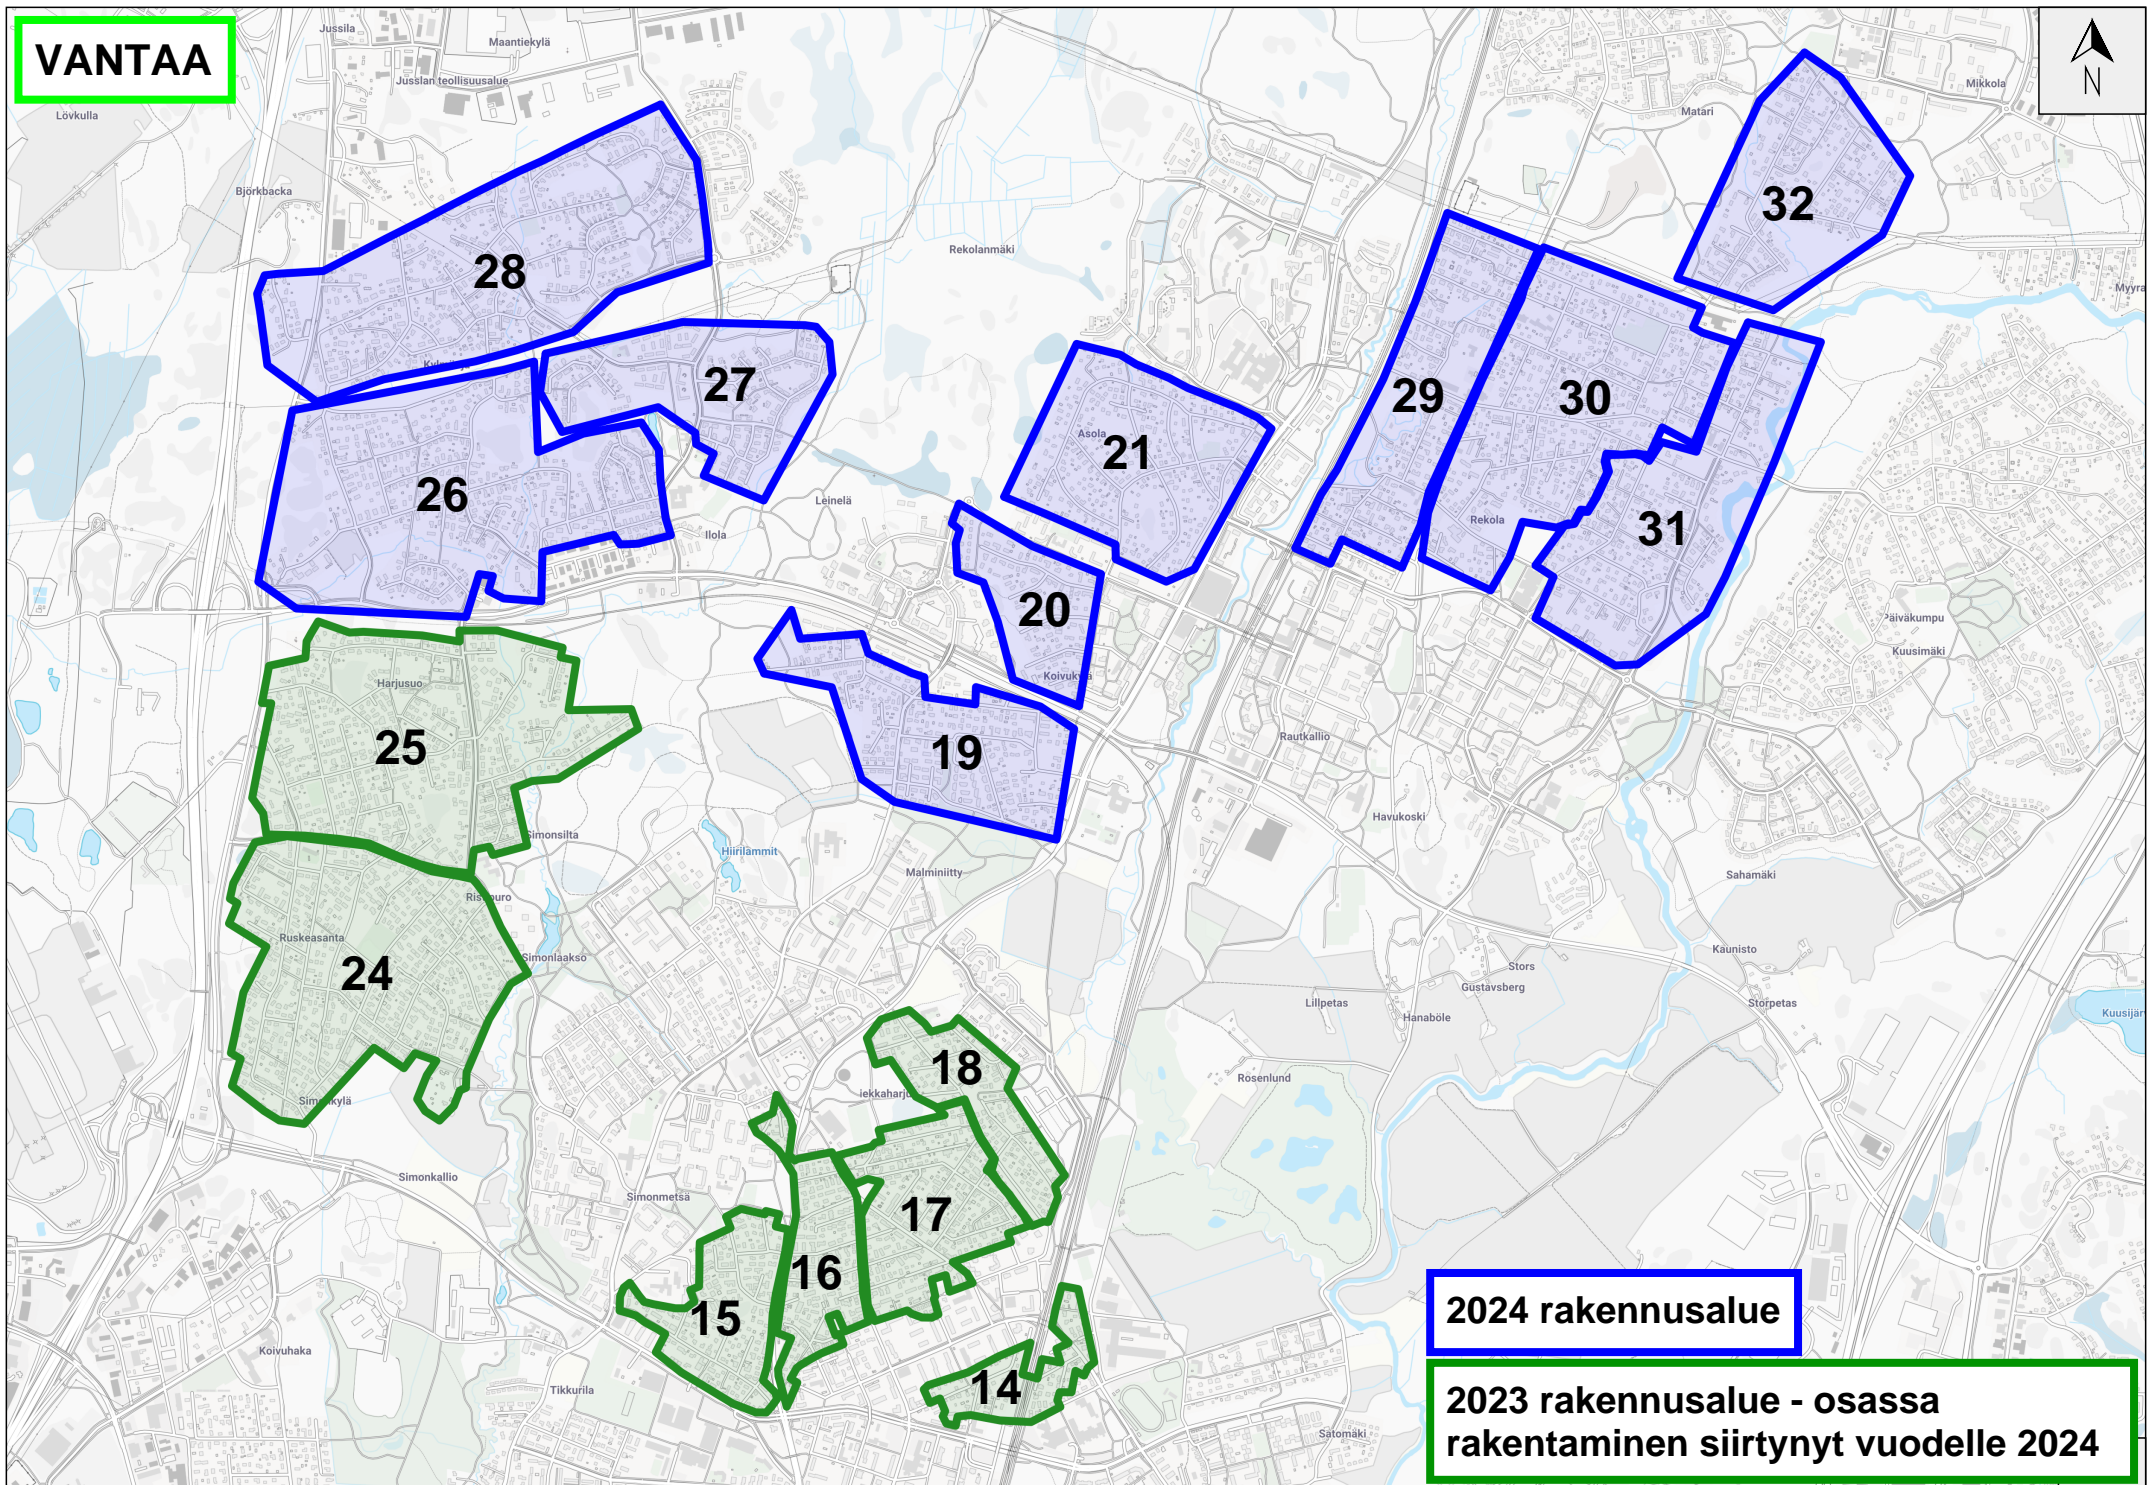 VANTAA
N
Jussila
Maantiekylä
Jusslan teollisuusalue
Lövkulla
Mikkola
Matari
Björkbacka
32
Rekolanmäki
28
Myyra
27
29
30
Asola
21
26
Leinelä
Rekola
31
Ilola
20
Päiväkumpu
Kuusimäki
Harjusuo
25
19
Rautkallio
Havukoski
Simonsilta
Hiirilammit
Malminiitty
Sahamäki
Ruskeasanta
24
Simonlaakso
Kaunisto
Stors
Gustavsberg
Lillpetas
Hanaböle
Storpetas
Kuusijär
18
Rosenlund
iekkaharju
Simonkallio
Simonmetsä
17
16
15
2024 rakennusalue
Koivuhaka
14
Tikkurila
2023 rakennusalue - osassa
rakentaminen siirtynyt vuodelle 2024
Satomäki